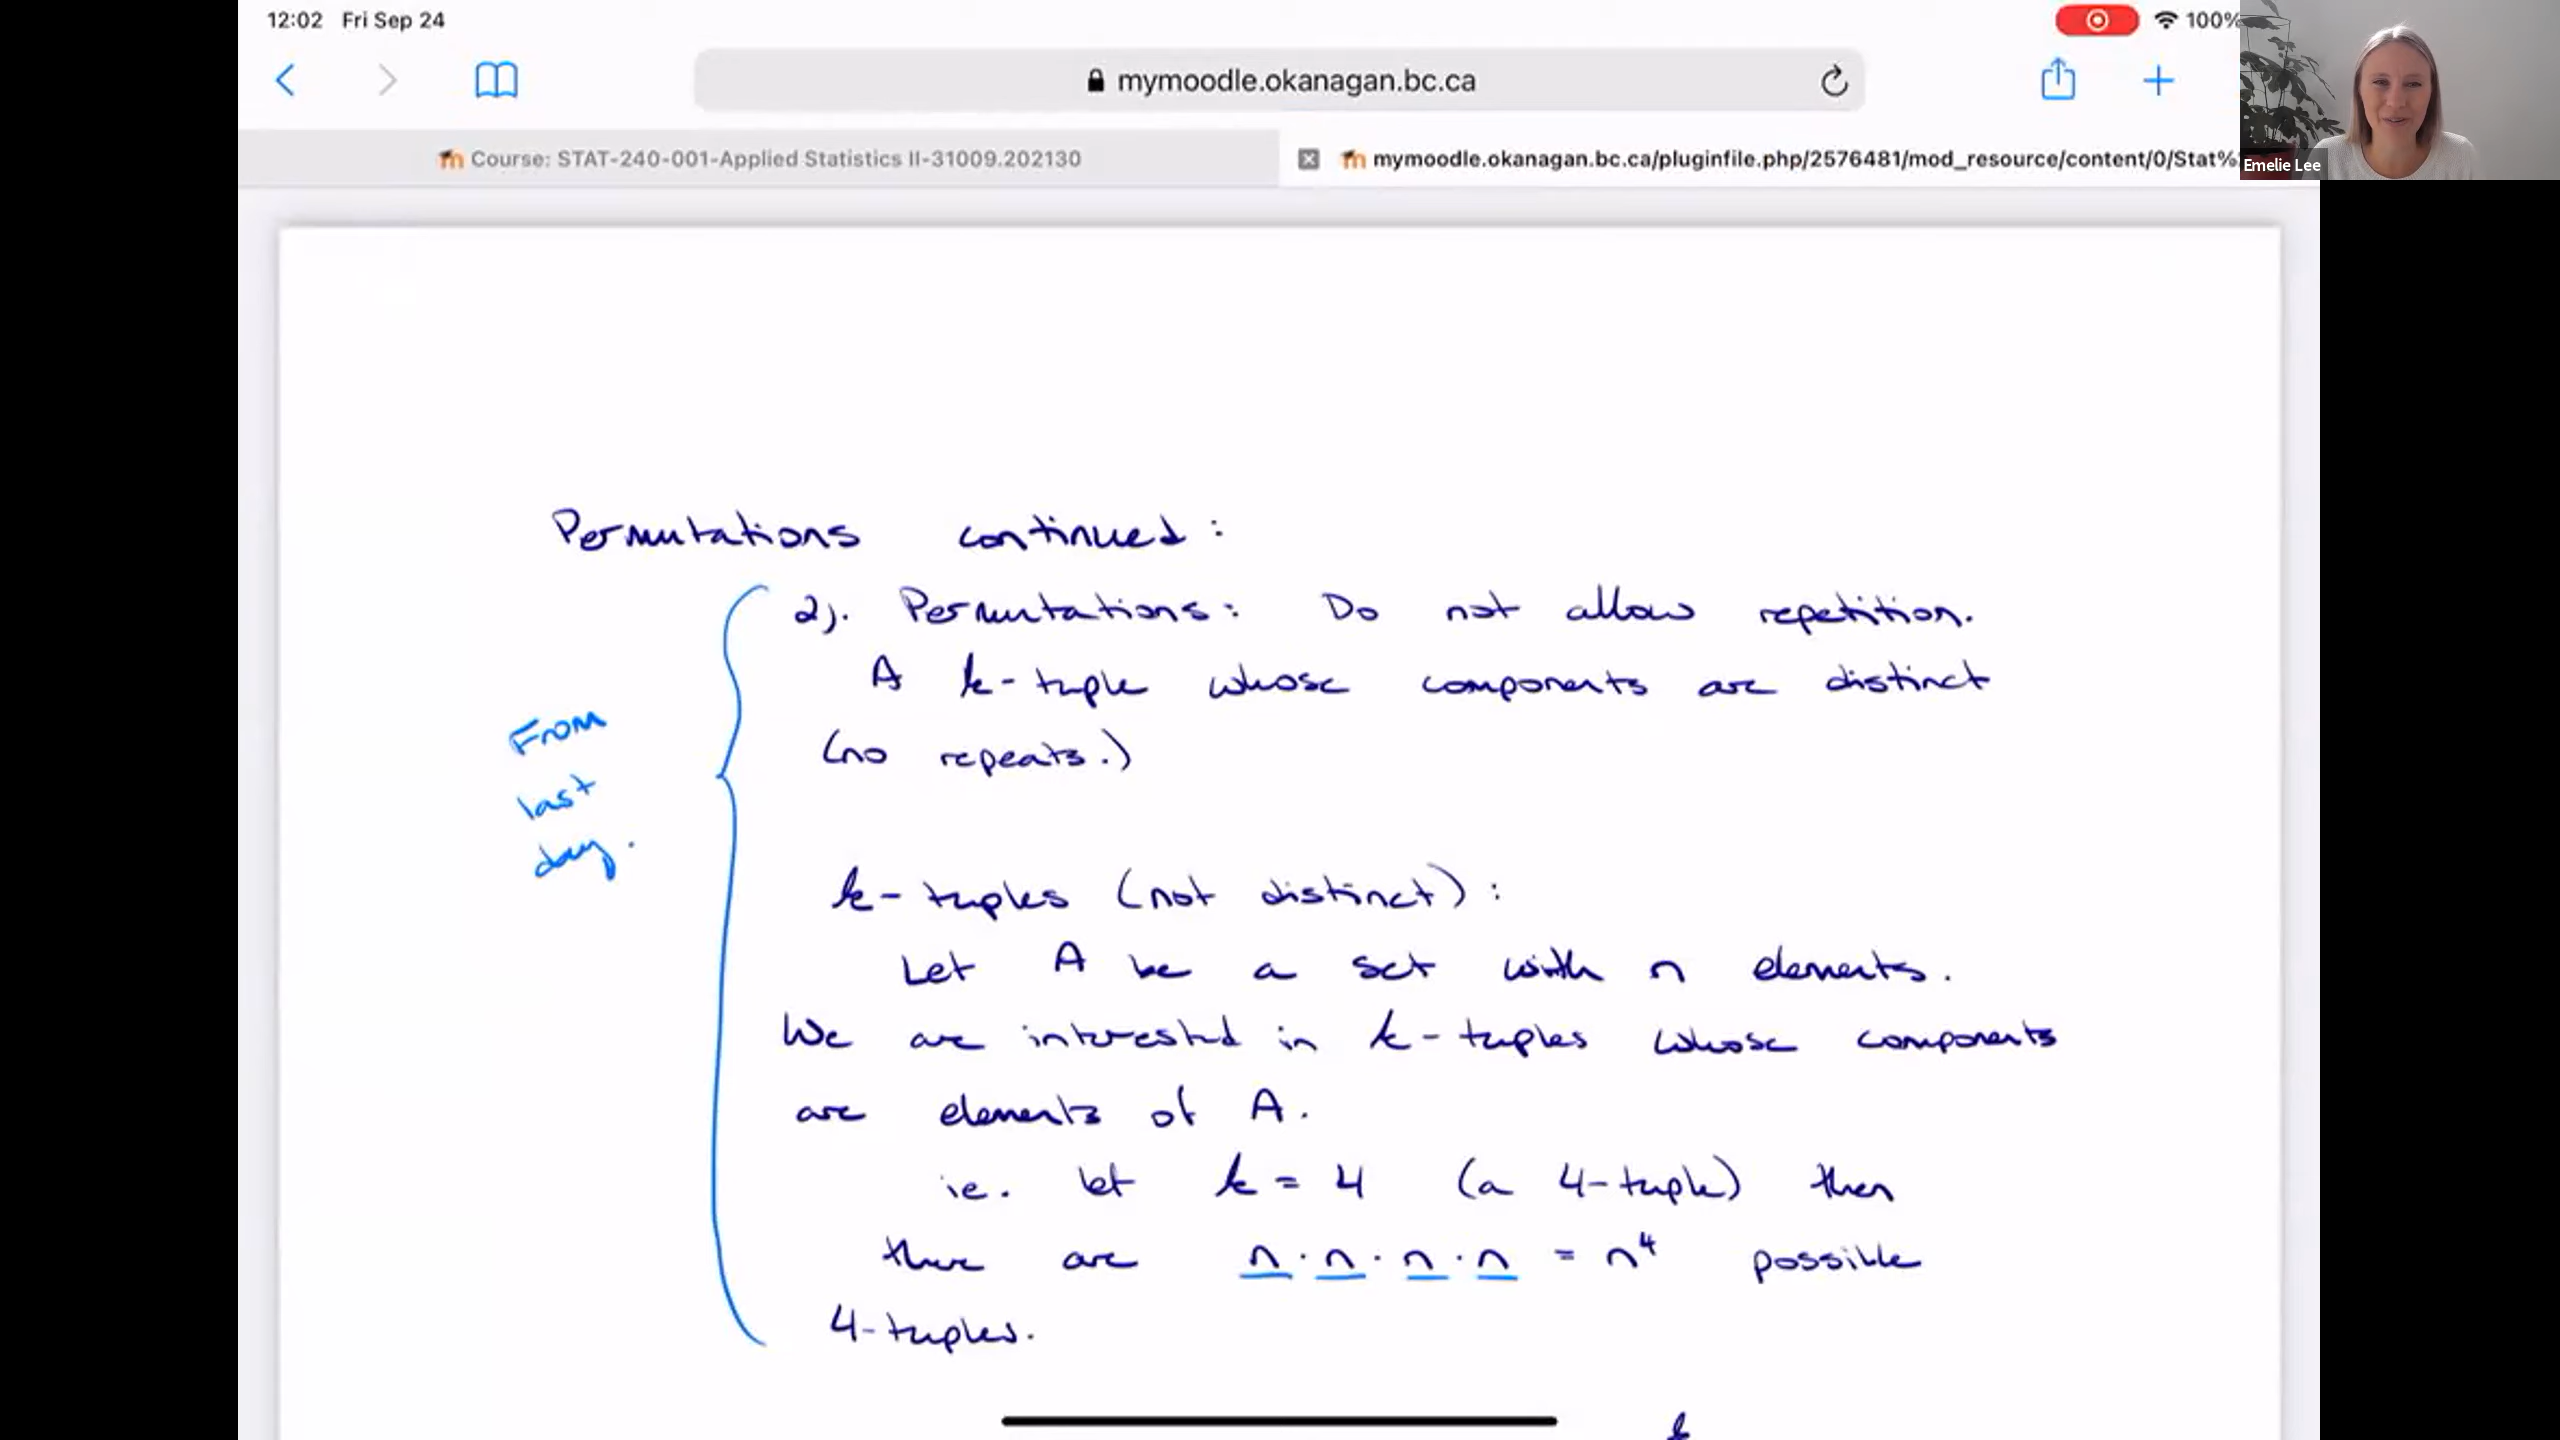 12:02 Fri Sep 24
100%
mymoodle.okanagan.bc.ca
Course: STAT-240-001-Applied Statistics II-31009.202130
mymoodle.okanagan.bc.ca/pluginfile.php/2576481/mod_resource/content/0/Stat%
Emelie Lee
Permutations continued:
2). Permutations: Do not allow repetition.
A k-tuple whose components are distinct
(no repeats.)
From
last
day.
k-tuples (not distinct):
Let A be a set with n elements.
We are interested in k-tuples whose components
are elements of A.
ie. let k = 4 (a 4-tuple) then
there are n · n · n · n = n⁴ possible
4-tuples.